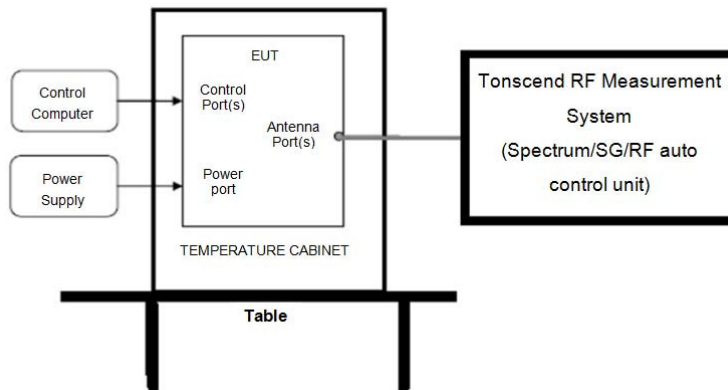 EUT
Control
Computer
Control
Port(s)
Antenna
Port(s)
Power
Supply
Power
port
TEMPERATURE CABINET
Table
Tonscend RF Measurement
System
(Spectrum/SG/RF auto
control unit)